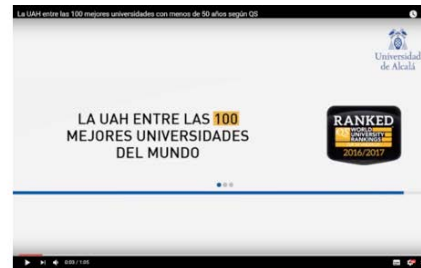 La UAH entre las 100 mejores universidades con menos de 50 años según QS
Universidad
de Alcalá
LA UAH ENTRE LAS 100
MEJORES UNIVERSIDADES
DEL MUNDO
RANKED
QS WORLD
UNIVERSITY
RANKINGS
2016/2017
0:03 / 1:05